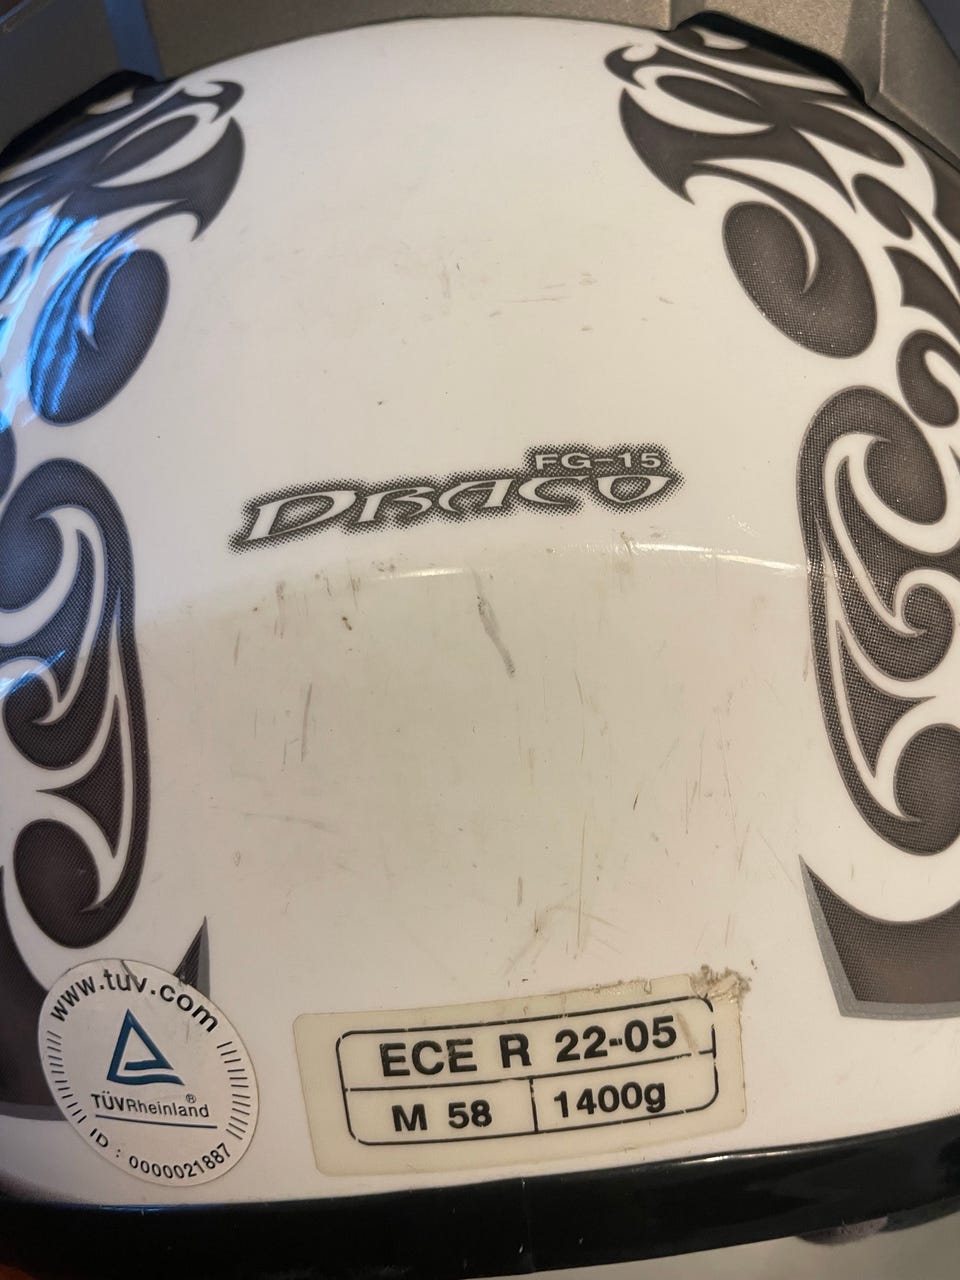 FG-15
DRACO
www.tuv.com
TÜVRheinland®
ID: 0000021887
ECE R 22-05
M 58
1400g